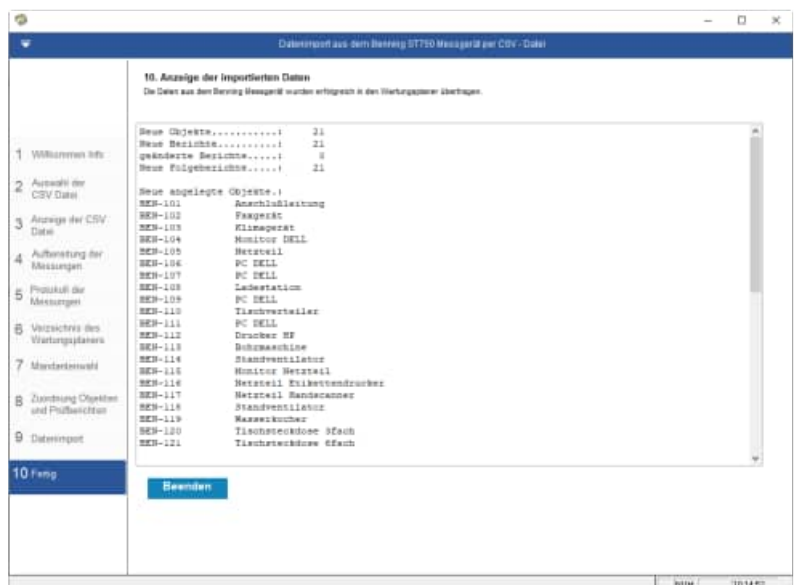 Datenimport aus dem Benning ST750 Messgerät per CSV - Datei
10. Anzeige der importierten Daten
Die Daten aus dem Benning Messgerät wurden erfolgreich in den Wartungsplaner übertragen.
1 Willkommen Info
2 Auswahl der
CSV Datei
3 Anzeige der CSV
Datei
4 Aufbereitung der
Messungen
5 Protokoll der
Messungen
6 Verzeichnis des
Wartungsplaners
7 Mandantenwahl
8 Zuordnung Objekten
und Prüfberichten
9 Datenimport
10 Fertig
Neue Objekte...........: 21
Neue Berichte..........: 21
geänderte Berichte.....:
Neue Folgeberichte.....: 21
Neue angelegte Objekte.:
BEN-101 Anschlußleitung
BEN-102 Faxgerät
BEN-103 Klimagerät
BEN-104 Monitor DELL
BEN-105 Netzteil
BEN-106 PC DELL
BEN-107 PC DELL
BEN-108 Ladestation
BEN-109 PC DELL
BEN-110 Tischverteiler
BEN-111 PC DELL
BEN-112 Drucker HP
BEN-113 Bohrmaschine
BEN-114 Standventilator
BEN-115 Monitor Netzteil
BEN-116 Netzteil Etikettendrucker
BEN-117 Netzteil Handscanner
BEN-118 Standventilator
BEN-119 Wasserkocher
BEN-120 Tischsteckdose 3fach
BEN-121 Tischsteckdose 6fach
Beenden
NUM